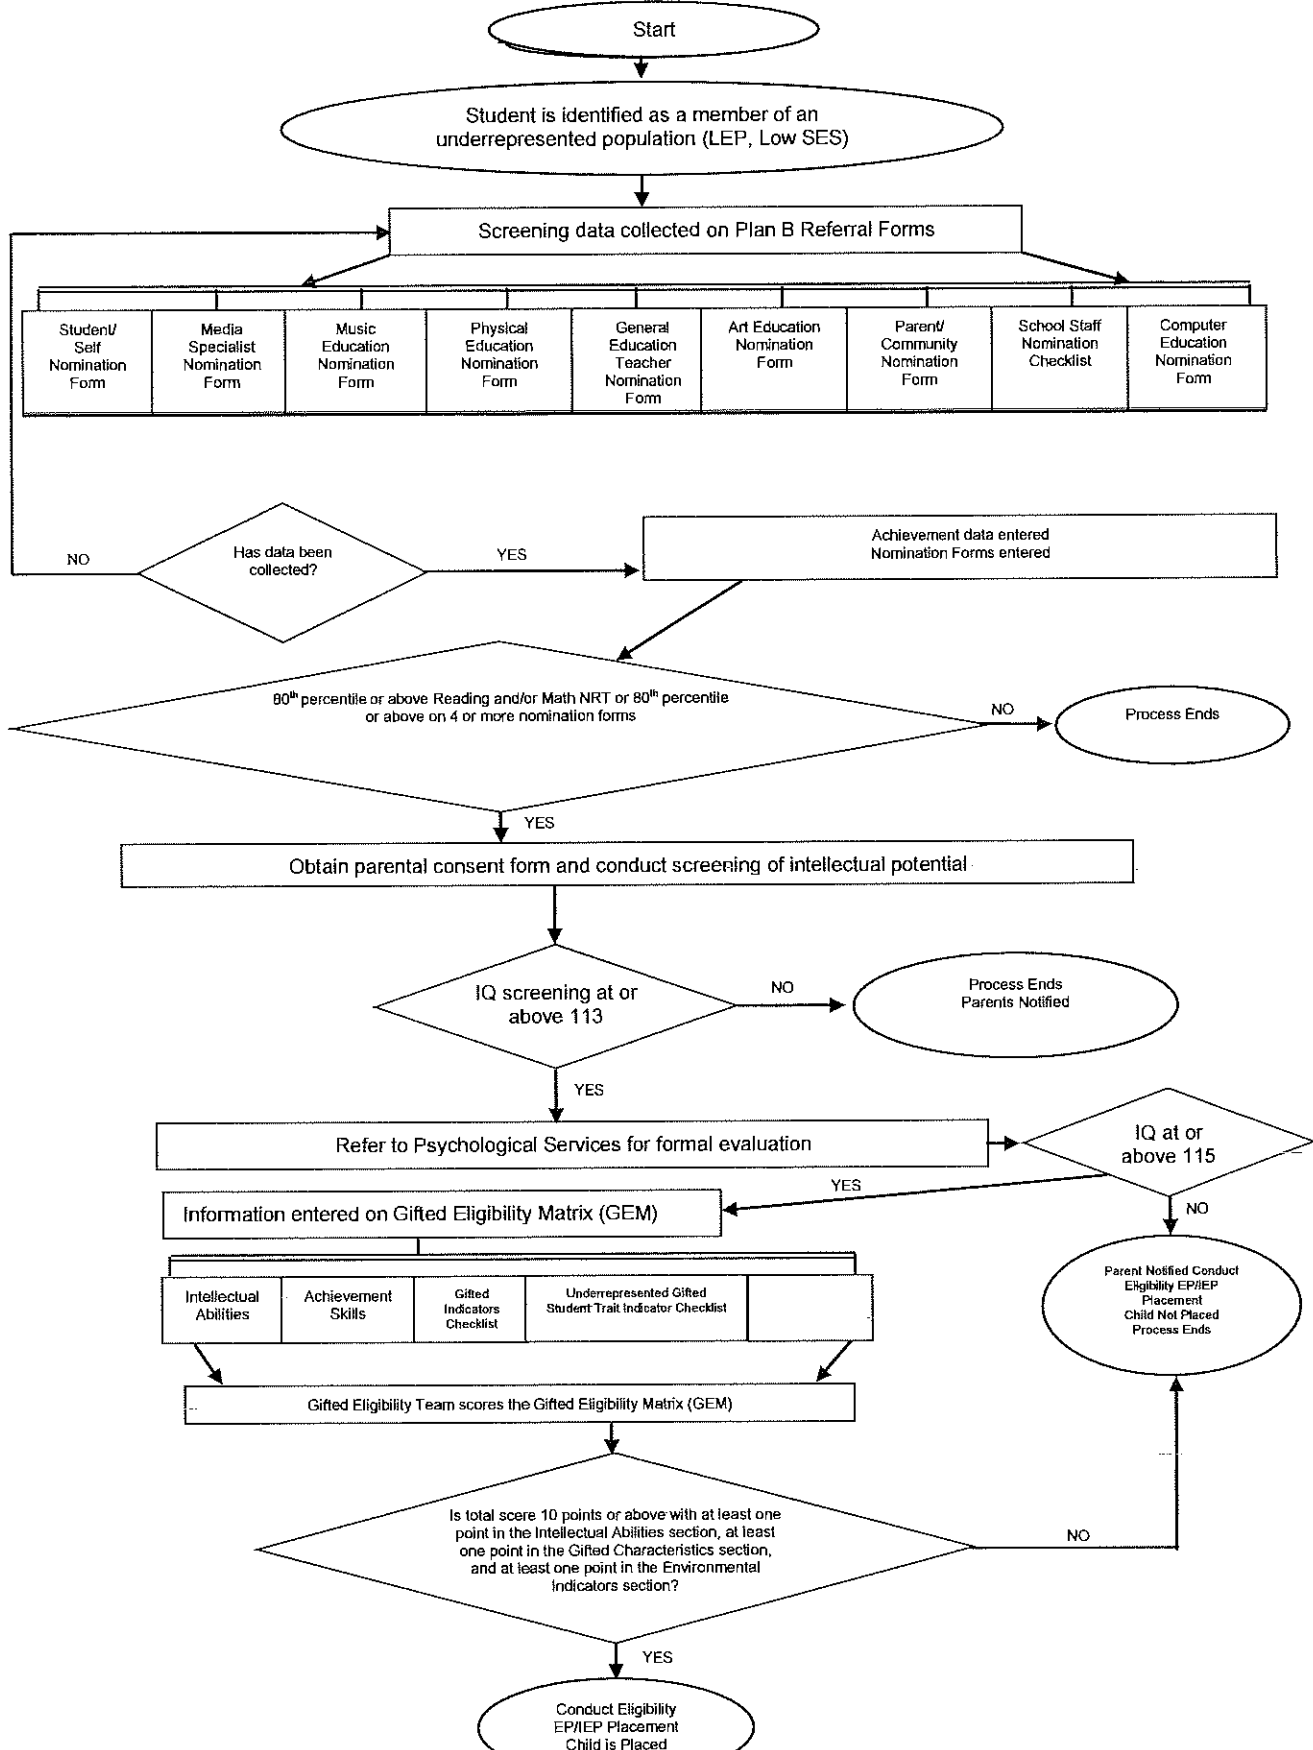 Start
Student is identified as a member of an
underrepresented population (LEP, Low SES)
Screening data collected on Plan B Referral Forms
Student/
Self
Nomination
Form
Media
Specialist
Nomination
Form
Music
Education
Nomination
Form
Physical
Education
Nomination
Form
General
Education
Teacher
Nomination
Form
Art Education
Nomination
Form
Parent/
Community
Nomination
Form
School Staff
Nomination
Checklist
Computer
Education
Nomination
Form
Has data been
collected?
NO
YES
Achievement data entered
Nomination Forms entered
80th percentile or above Reading and/or Math NRT or 80th percentile
or above on 4 or more nomination forms
NO
Process Ends
YES
Obtain parental consent form and conduct screening of intellectual potential
IQ screening at or
above 113
NO
Process Ends
Parents Notified
YES
Refer to Psychological Services for formal evaluation
IQ at or
above 115
YES
NO
Information entered on Gifted Eligibility Matrix (GEM)
Parent Notified Conduct
Eligibility EP/IEP
Placement
Child Not Placed
Process Ends
Intellectual
Abilities
Achievement
Skills
Gifted
Indicators
Checklist
Underrepresented Gifted
Student Trait Indicator Checklist
Gifted Eligibility Team scores the Gifted Eligibility Matrix (GEM)
Is total score 10 points or above with at least one
point in the Intellectual Abilities section, at least
one point in the Gifted Characteristics section,
and at least one point in the Environmental
Indicators section?
NO
YES
Conduct Eligibility
EP/IEP Placement
Child is Placed